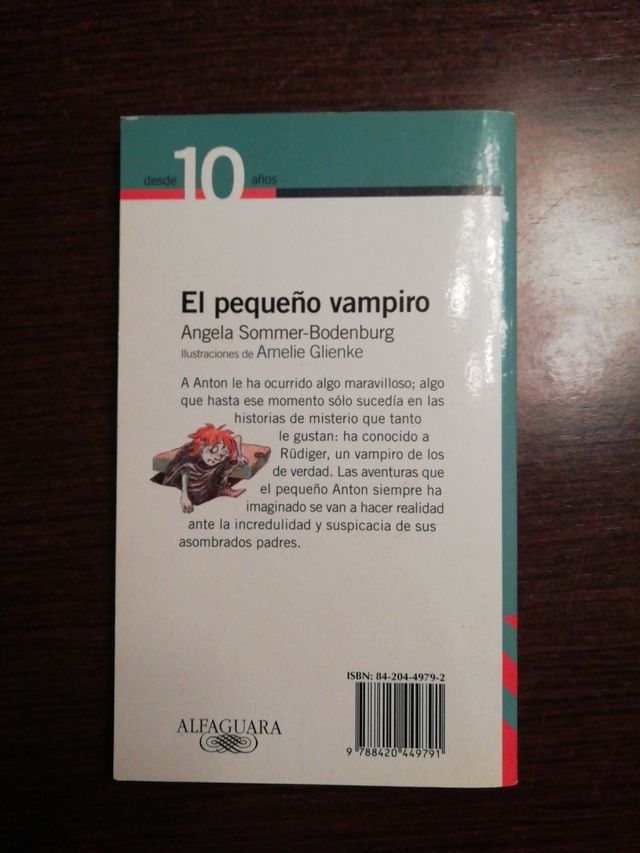 desde 10 años
El pequeño vampiro
Angela Sommer-Bodenburg
Ilustraciones de Amelie Glienke
A Anton le ha ocurrido algo maravilloso; algo
que hasta ese momento sólo sucedía en las
historias de misterio que tanto
le gustan: ha conocido a
Rüdiger, un vampiro de los
de verdad. Las aventuras que
el pequeño Anton siempre ha
imaginado se van a hacer realidad
ante la incredulidad y suspicacia de sus
asombrados padres.
ISBN: 84-204-4979-2
ALFAGUARA
9 788420 449791